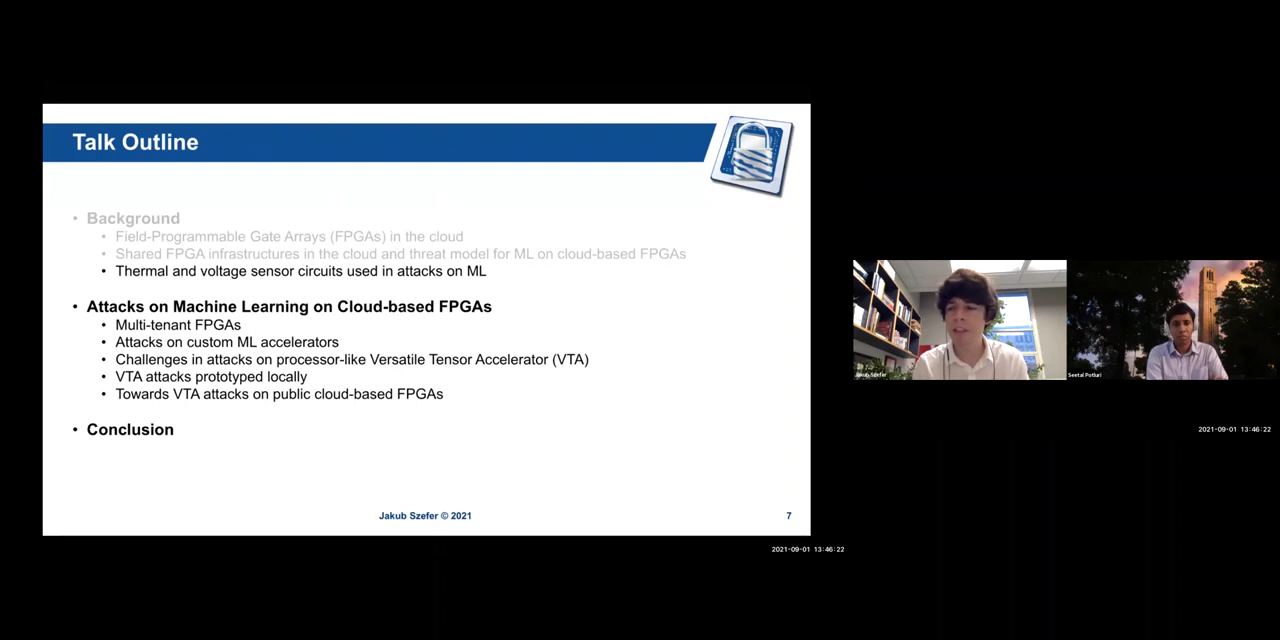 Talk Outline
• Background
• Field-Programmable Gate Arrays (FPGAs) in the cloud
• Shared FPGA infrastructures in the cloud and threat model for ML on cloud-based FPGAs
• Thermal and voltage sensor circuits used in attacks on ML
• Attacks on Machine Learning on Cloud-based FPGAs
• Multi-tenant FPGAs
• Attacks on custom ML accelerators
• Challenges in attacks on processor-like Versatile Tensor Accelerator (VTA)
• VTA attacks prototyped locally
• Towards VTA attacks on public cloud-based FPGAs
• Conclusion
Jakub Szefer © 2021
7
2021-09-01 13:46:22
Jakub Szefer
Seetal Potluri
2021-09-01 13:46:22